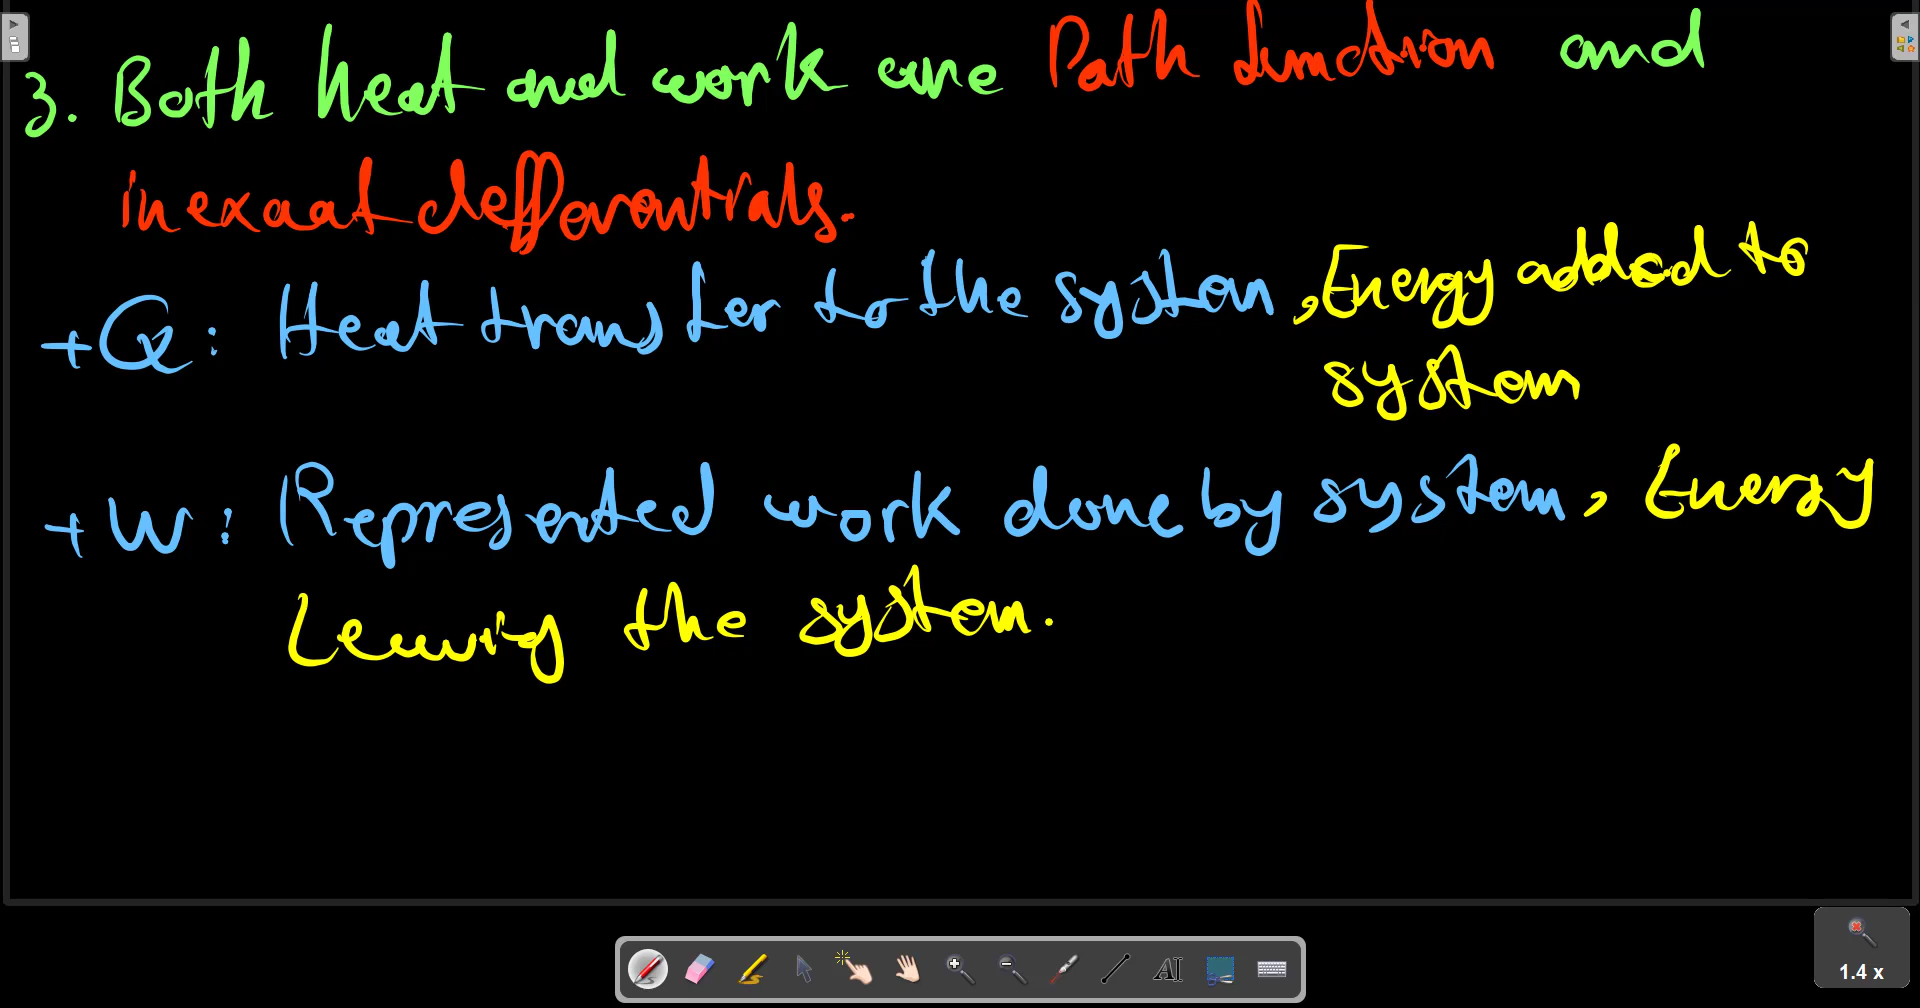 3. Both heat and work are Path function and
inexact defferentials.
+Q: Heat transfer to the system, Energy added to
system
+W: Represented work done by system, Energy
Leaving the system.
1.4 x